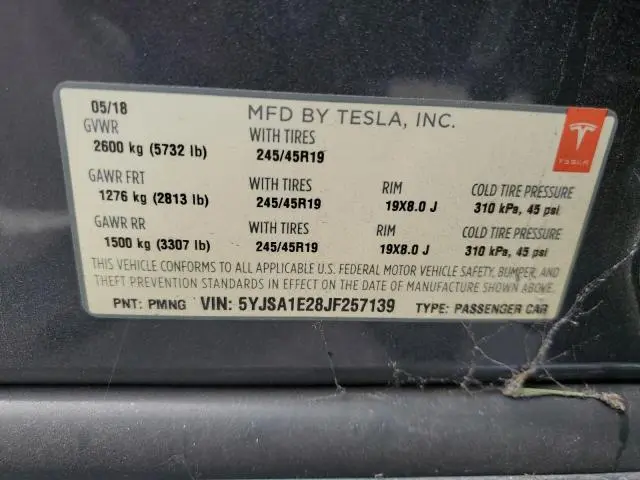 05/18 MFD BY TESLA, INC.
GVWR WITH TIRES
2600 kg (5732 lb) 245/45R19
TESLA
GAWR FRT WITH TIRES RIM COLD TIRE PRESSURE
1276 kg (2813 lb) 245/45R19 19X8.0 J 310 kPa, 45 psi
GAWR RR WITH TIRES RIM COLD TIRE PRESSURE
1500 kg (3307 lb) 245/45R19 19X8.0 J 310 kPa, 45 psi
THIS VEHICLE CONFORMS TO ALL APPLICABLE U.S. FEDERAL MOTOR VEHICLE SAFETY, BUMPER, AND
THEFT PREVENTION STANDARDS IN EFFECT ON THE DATE OF MANUFACTURE SHOWN ABOVE.
PNT: PMNG VIN: 5YJSA1E28JF257139 TYPE: PASSENGER CAR